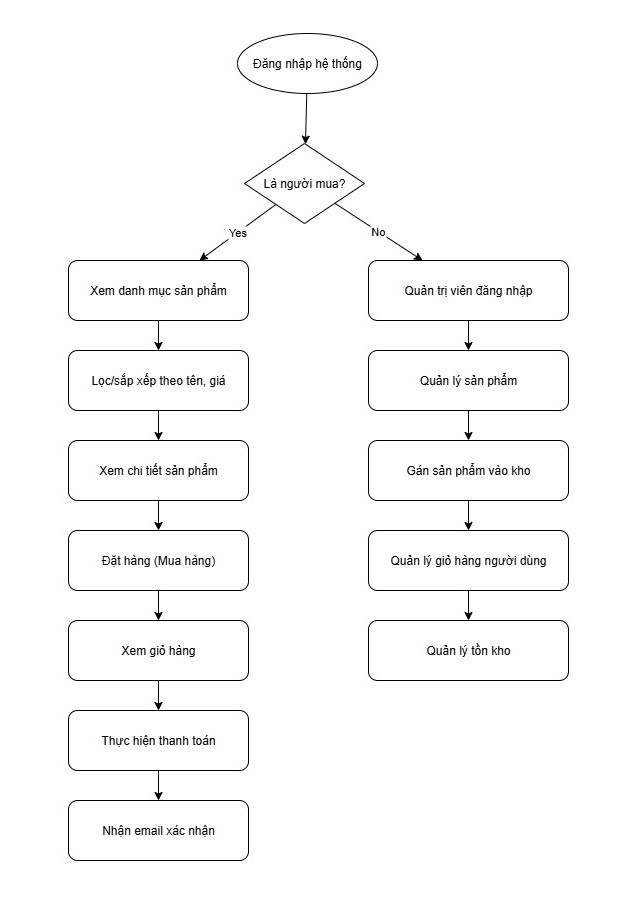 Đăng nhập hệ thống
Là người mua?
Yes
No
Xem danh mục sản phẩm
Lọc/sắp xếp theo tên, giá
Xem chi tiết sản phẩm
Đặt hàng (Mua hàng)
Xem giỏ hàng
Thực hiện thanh toán
Nhận email xác nhận
Quản trị viên đăng nhập
Quản lý sản phẩm
Gán sản phẩm vào kho
Quản lý giỏ hàng người dùng
Quản lý tồn kho